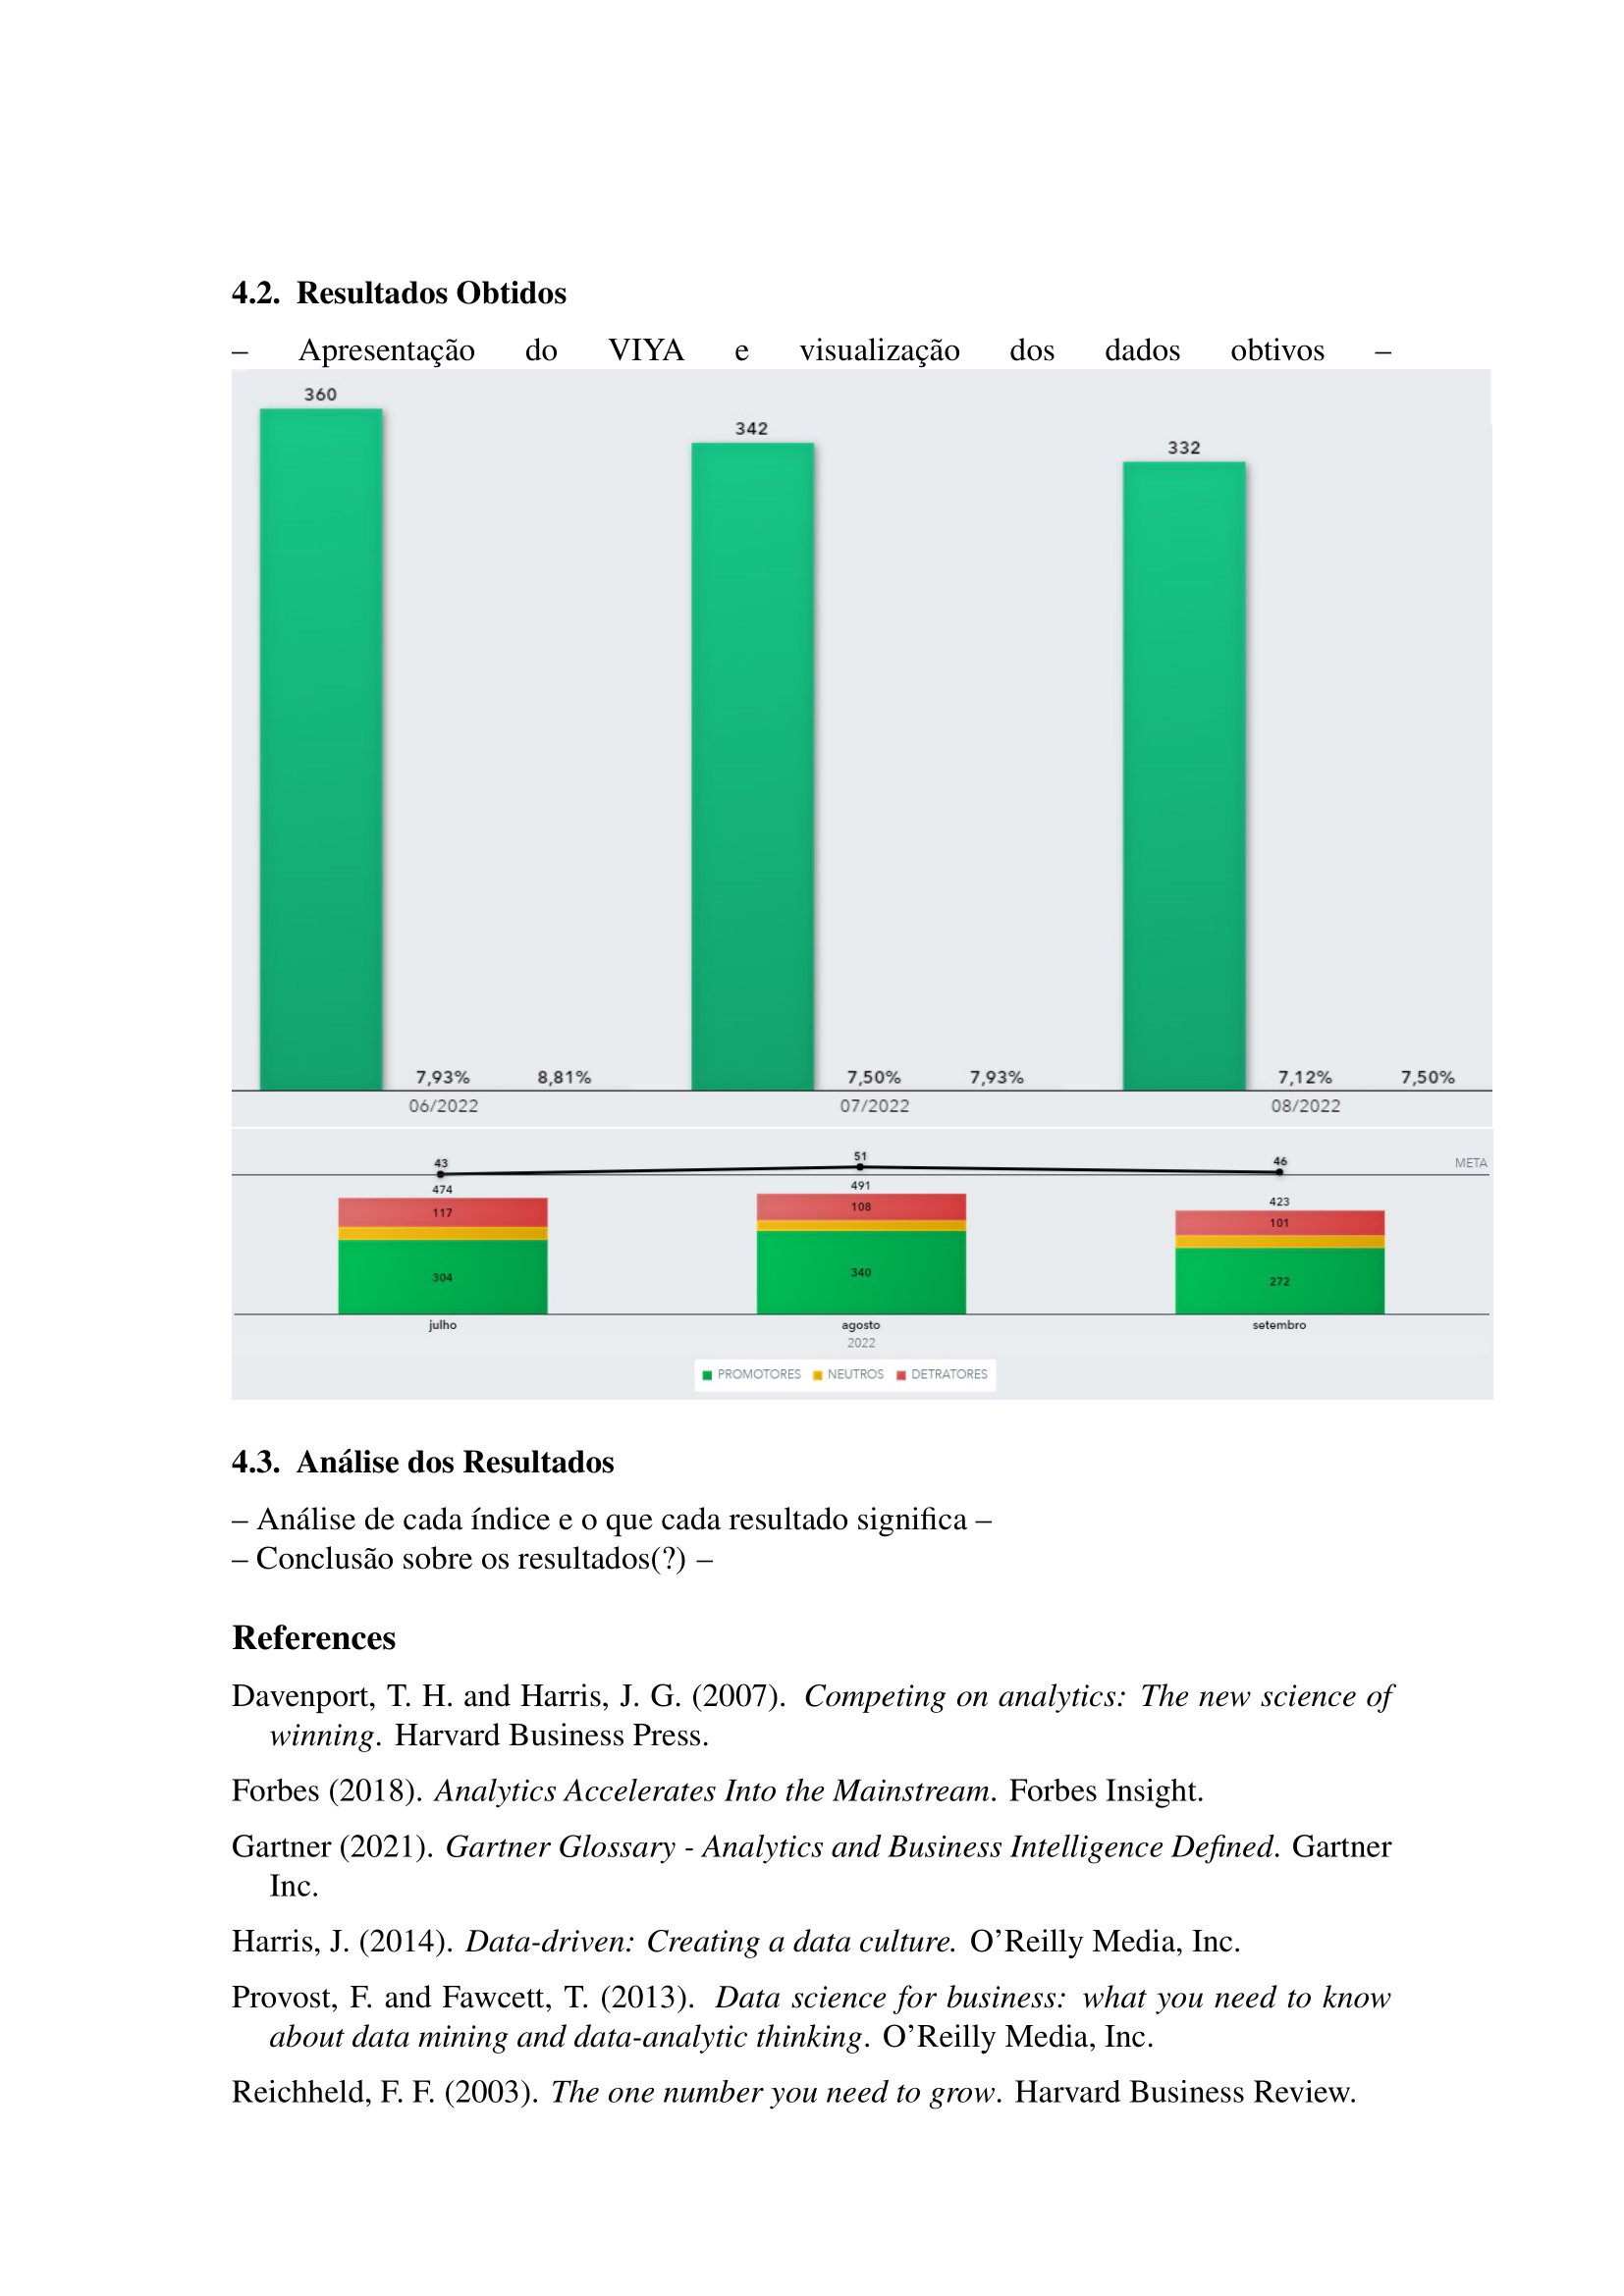 4.2. Resultados Obtidos
– Apresentação do VIYA e visualização dos dados obtivos –
360
342
332
7,93% 8,81% 7,50% 7,93% 7,12% 7,50%
06/2022 07/2022 08/2022
43 51 46 META
474 491 423
117 108 101
304 340 272
julho agosto setembro
2022
PROMOTORES NEUTROS DETRATORES
4.3. Análise dos Resultados
– Análise de cada índice e o que cada resultado significa –
– Conclusão sobre os resultados(?) –
References
Davenport, T. H. and Harris, J. G. (2007). Competing on analytics: The new science of
winning. Harvard Business Press.
Forbes (2018). Analytics Accelerates Into the Mainstream. Forbes Insight.
Gartner (2021). Gartner Glossary - Analytics and Business Intelligence Defined. Gartner
Inc.
Harris, J. (2014). Data-driven: Creating a data culture. O'Reilly Media, Inc.
Provost, F. and Fawcett, T. (2013). Data science for business: what you need to know
about data mining and data-analytic thinking. O'Reilly Media, Inc.
Reichheld, F. F. (2003). The one number you need to grow. Harvard Business Review.